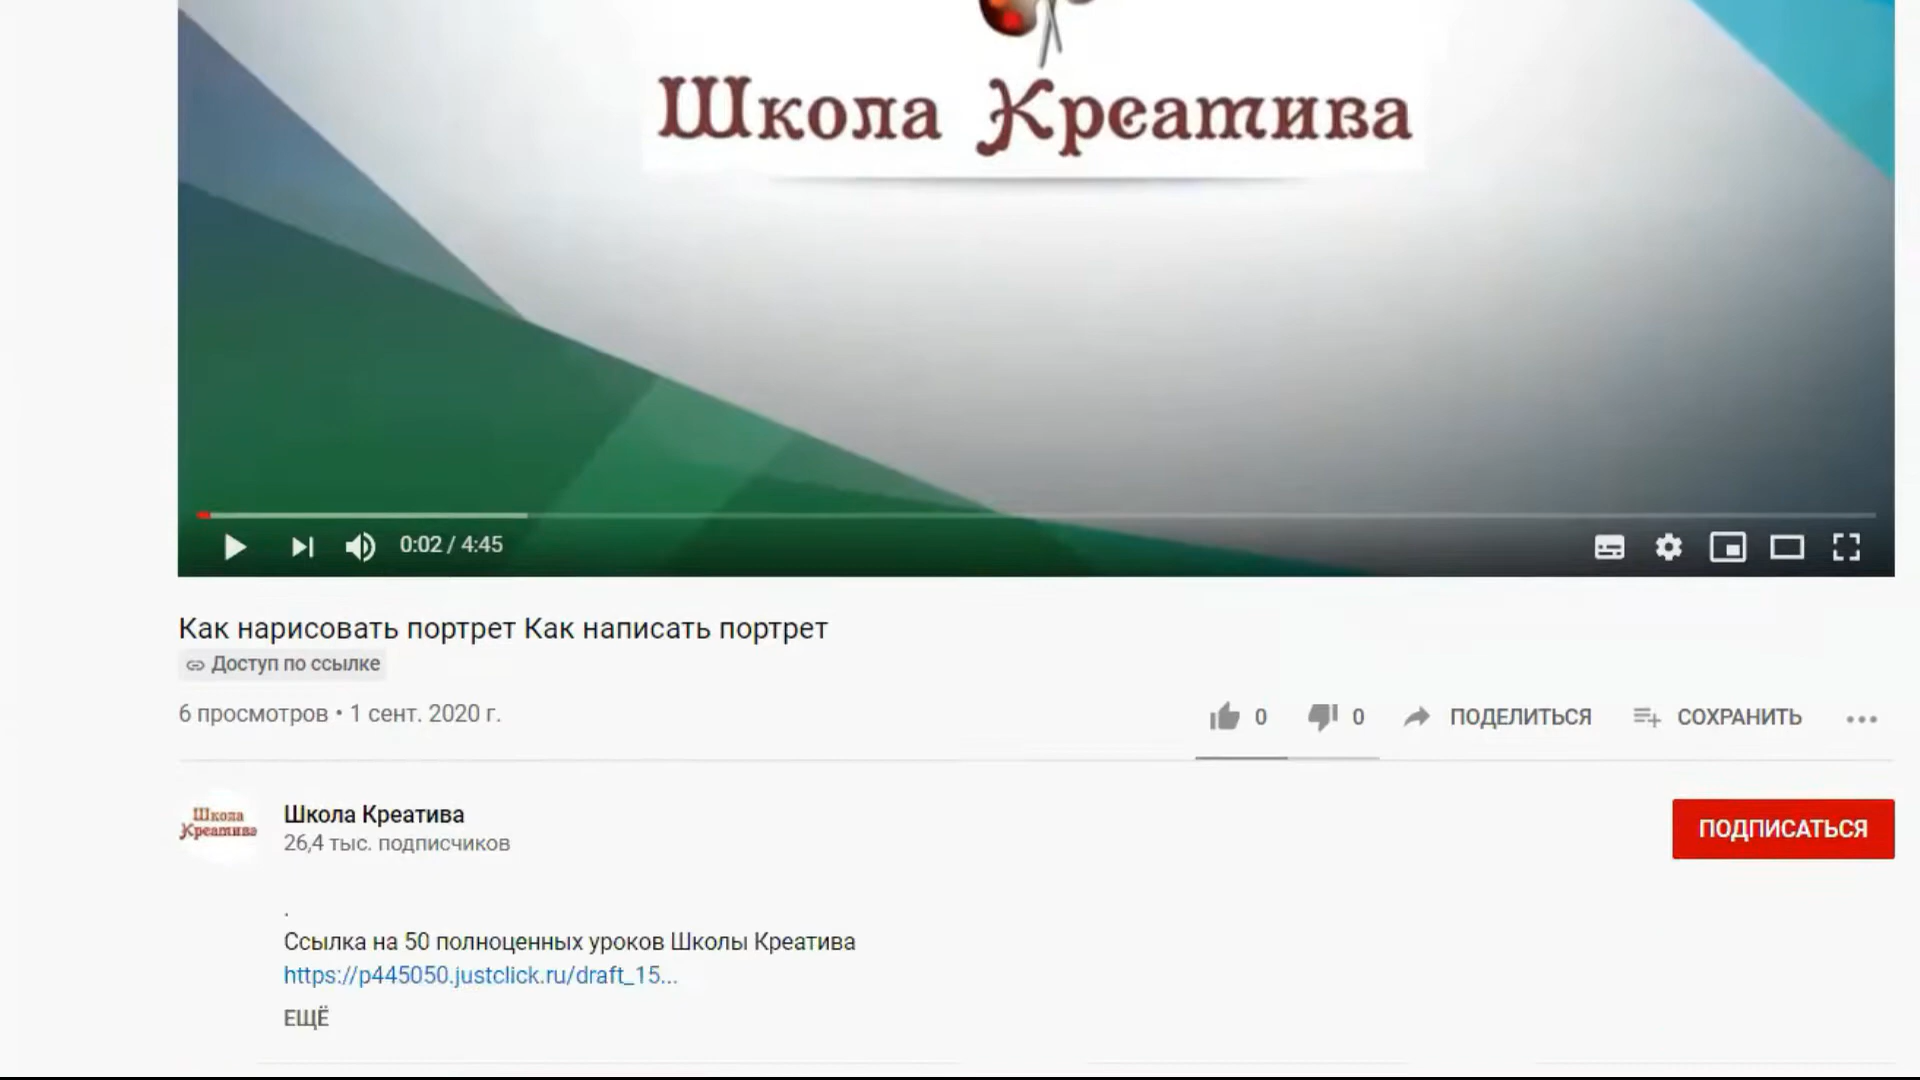 Школа Креатива
0:02 / 4:45
Как нарисовать портрет Как написать портрет
Доступ по ссылке
6 просмотров • 1 сент. 2020 г.
0
0
ПОДЕЛИТЬСЯ
СОХРАНИТЬ
Школа
Креатива
Школа Креатива
26,4 тыс. подписчиков
ПОДПИСАТЬСЯ
.
Ссылка на 50 полноценных уроков Школы Креатива
https://p445050.justclick.ru/draft_15...
ЕЩЁ